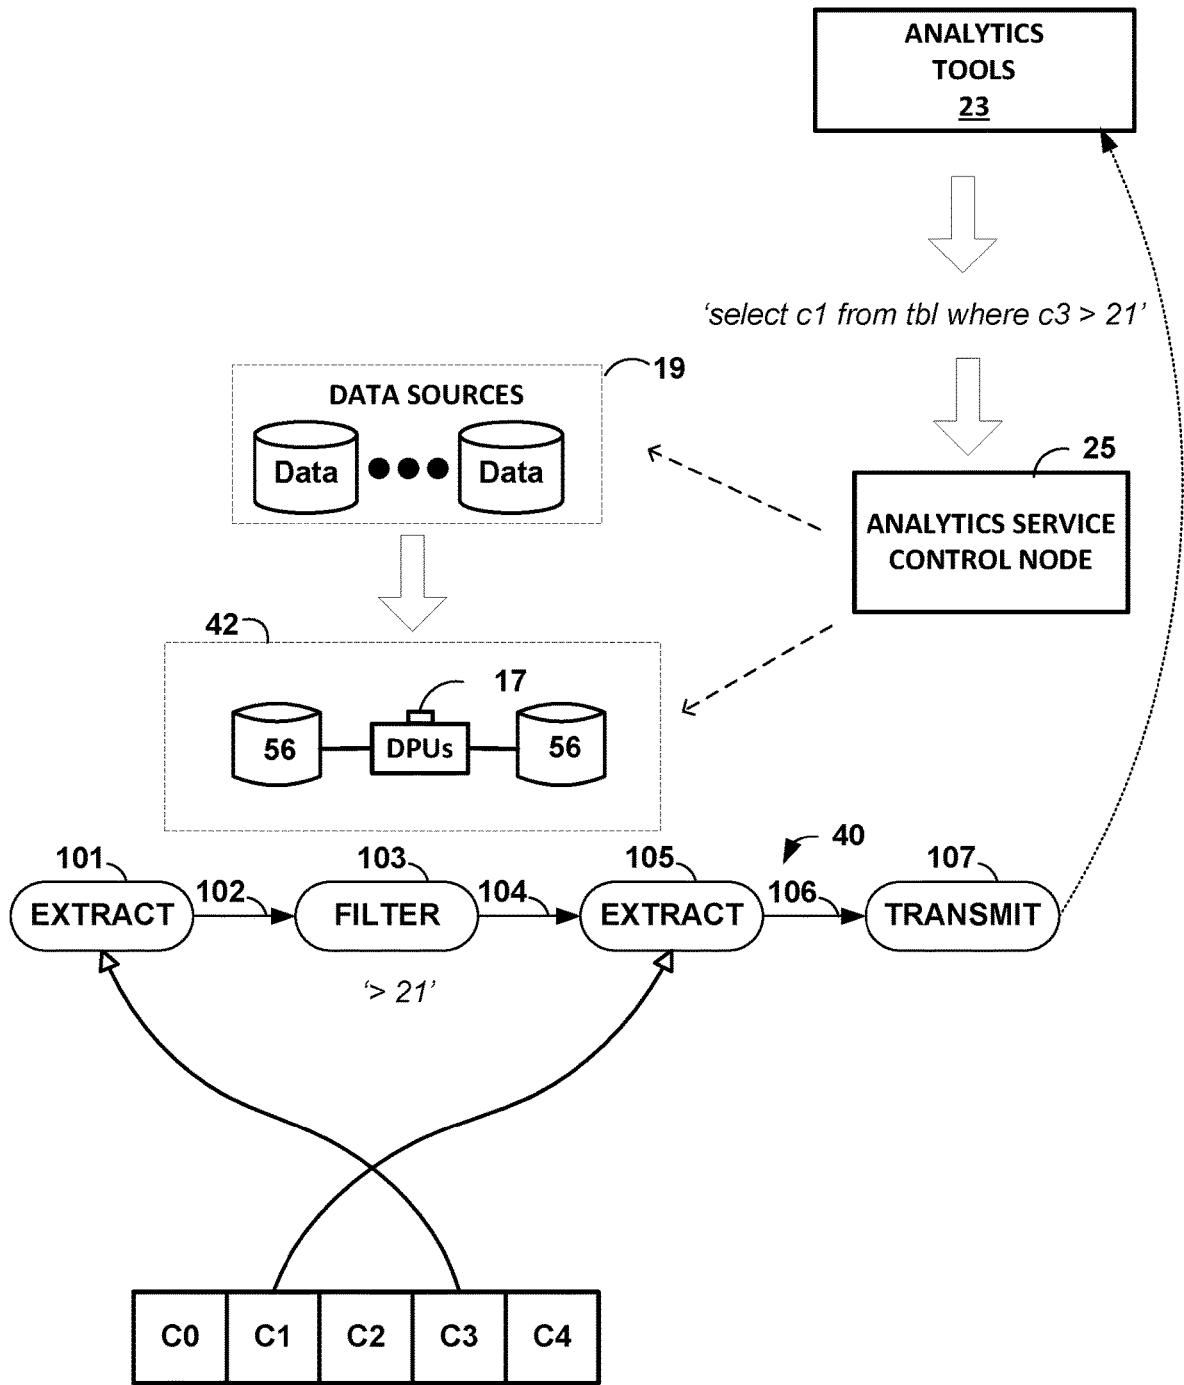 ANALYTICS
TOOLS
23
‘select c1 from tbl where c3 > 21’
19
DATA SOURCES
Data
Data
25
ANALYTICS SERVICE
CONTROL NODE
42
17
56
DPUs
56
40
101
102
103
104
105
106
107
EXTRACT
FILTER
EXTRACT
TRANSMIT
‘> 21’
C0
C1
C2
C3
C4